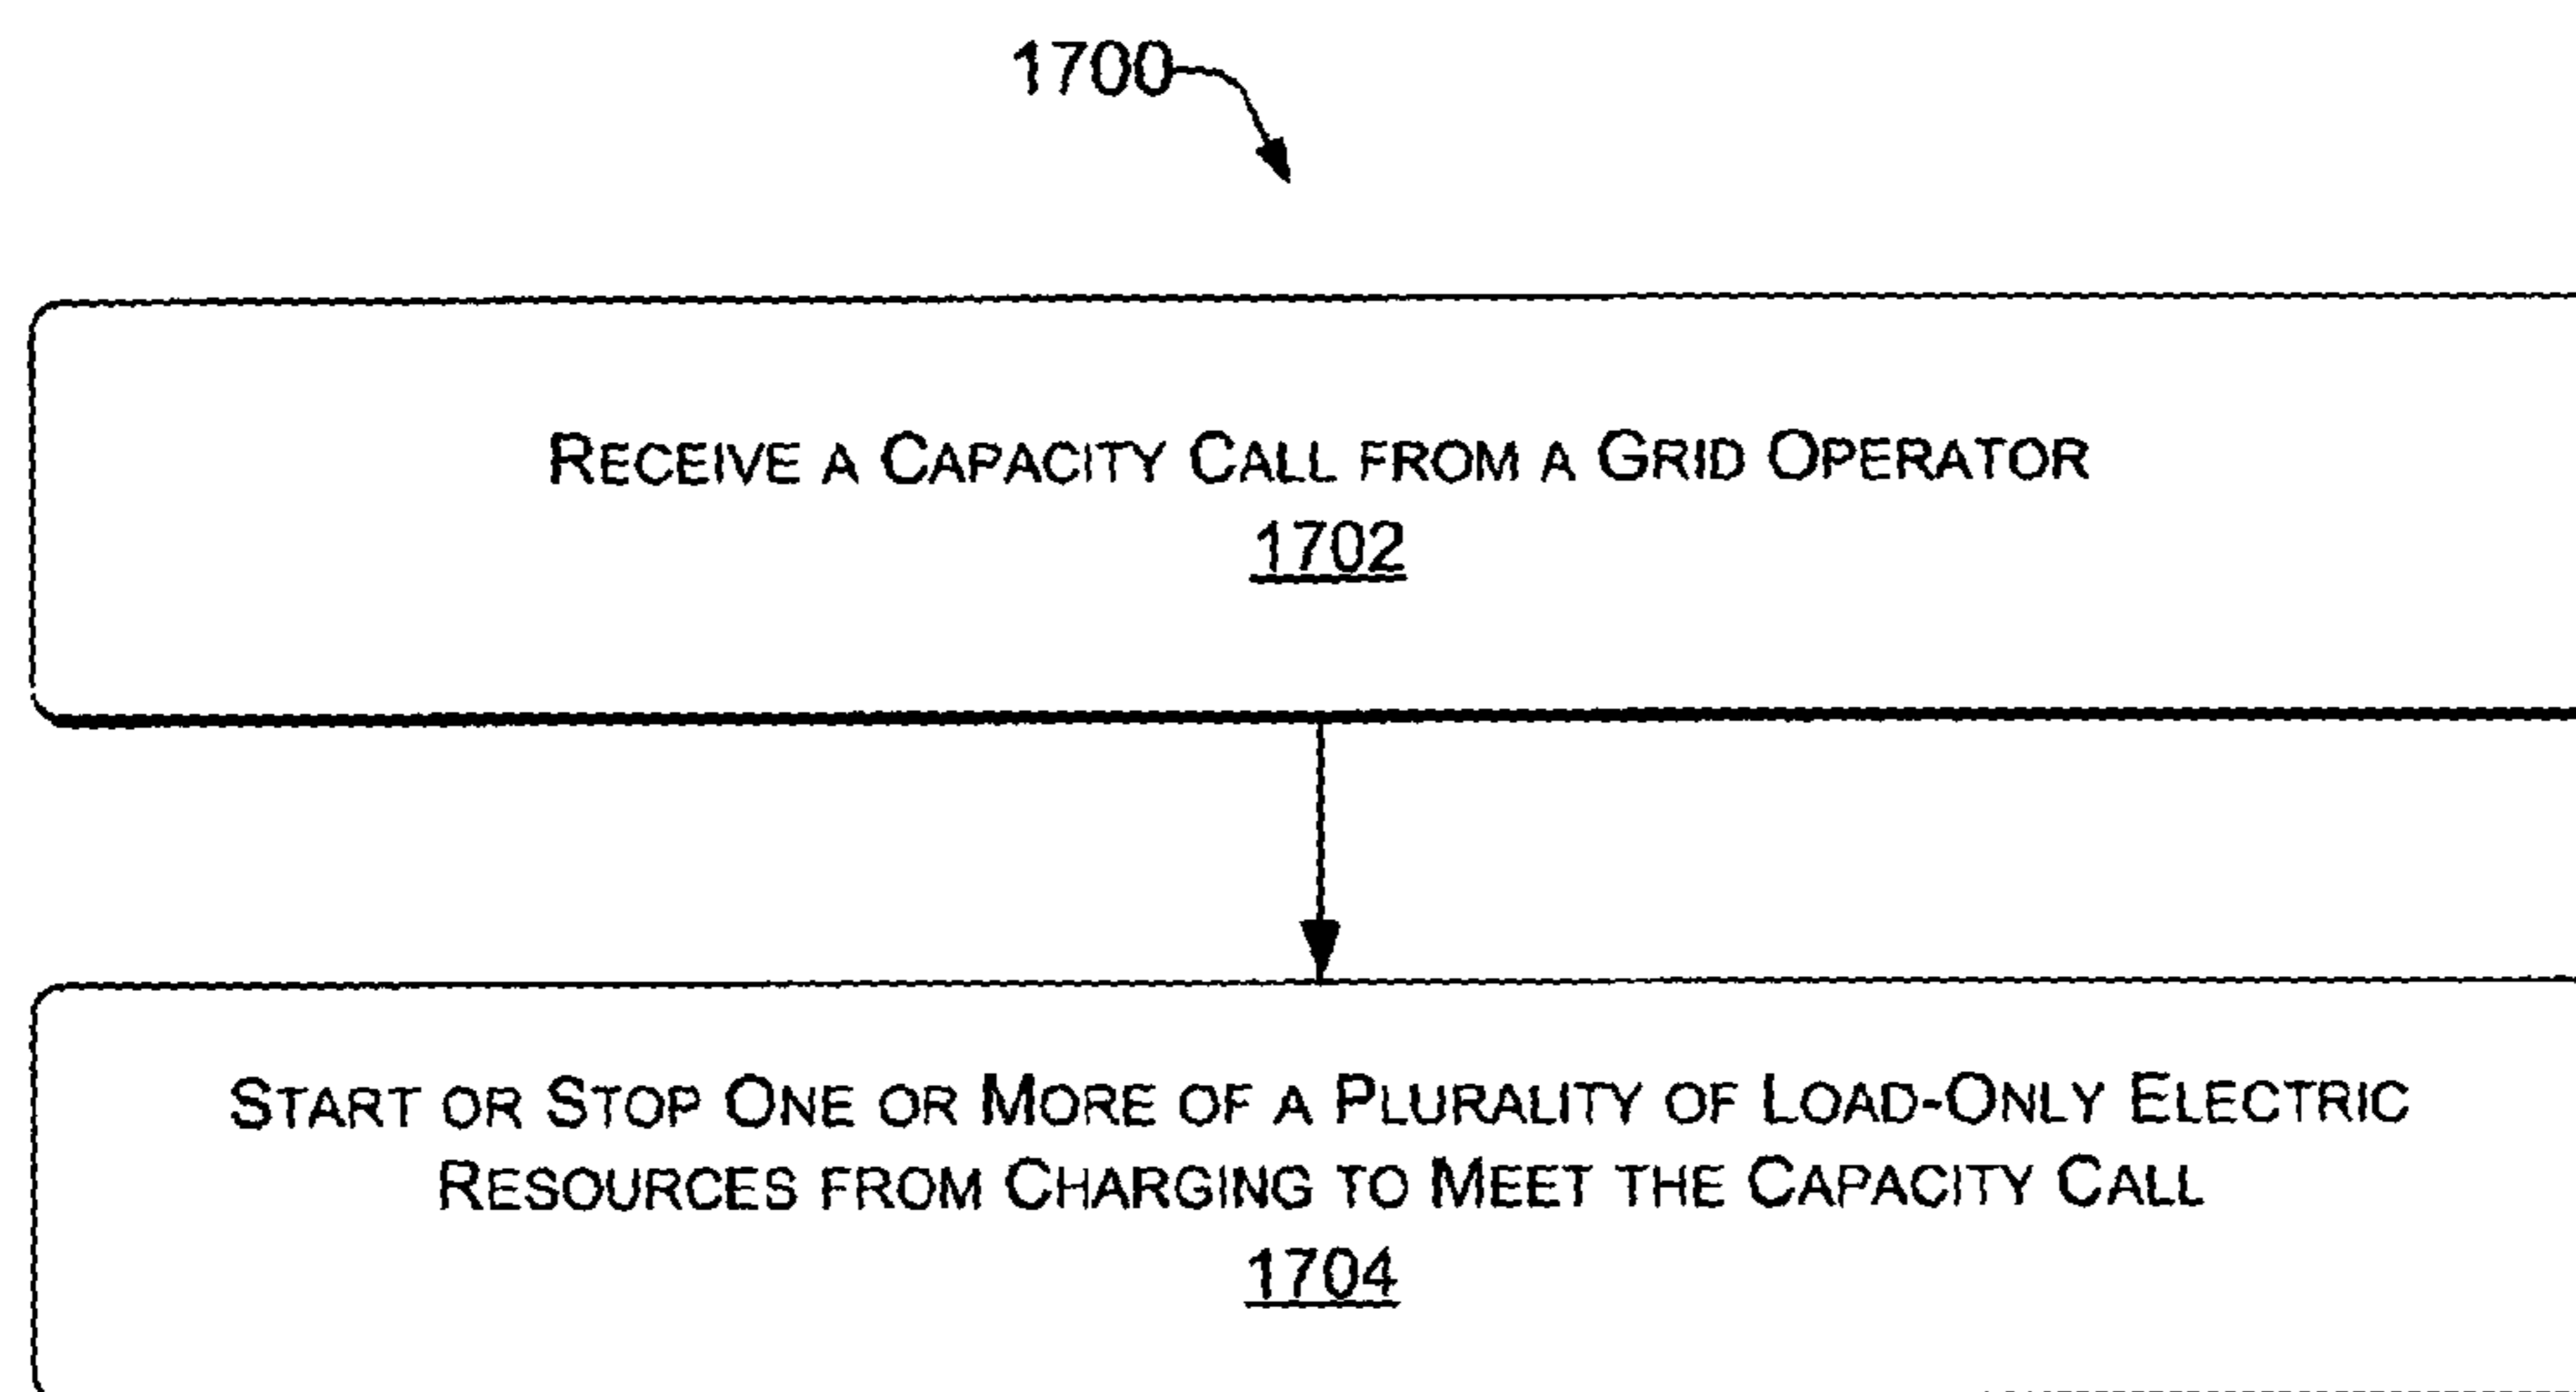 1700
RECEIVE A CAPACITY CALL FROM A GRID OPERATOR
1702
START OR STOP ONE OR MORE OF A PLURALITY OF LOAD-ONLY ELECTRIC
RESOURCES FROM CHARGING TO MEET THE CAPACITY CALL
1704